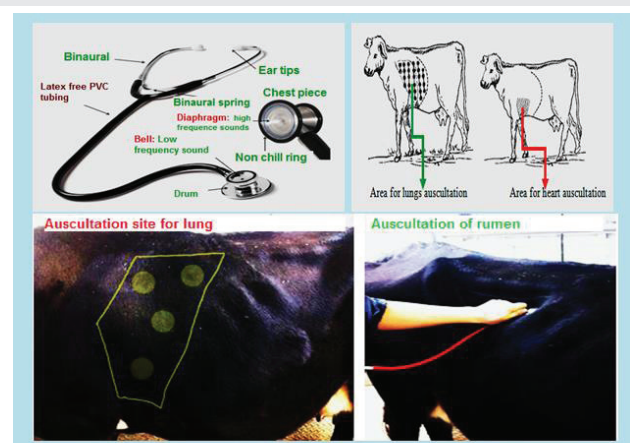 Binaural
Ear tips
Latex free PVC
tubing
Binaural spring
Chest piece
Diaphragm: high
frequence sounds
Bell: Low
frequency sound
Non chill ring
Drum
Area for lungs auscultation
Area for heart auscultation
Auscultation site for lung
Auscultation of rumen